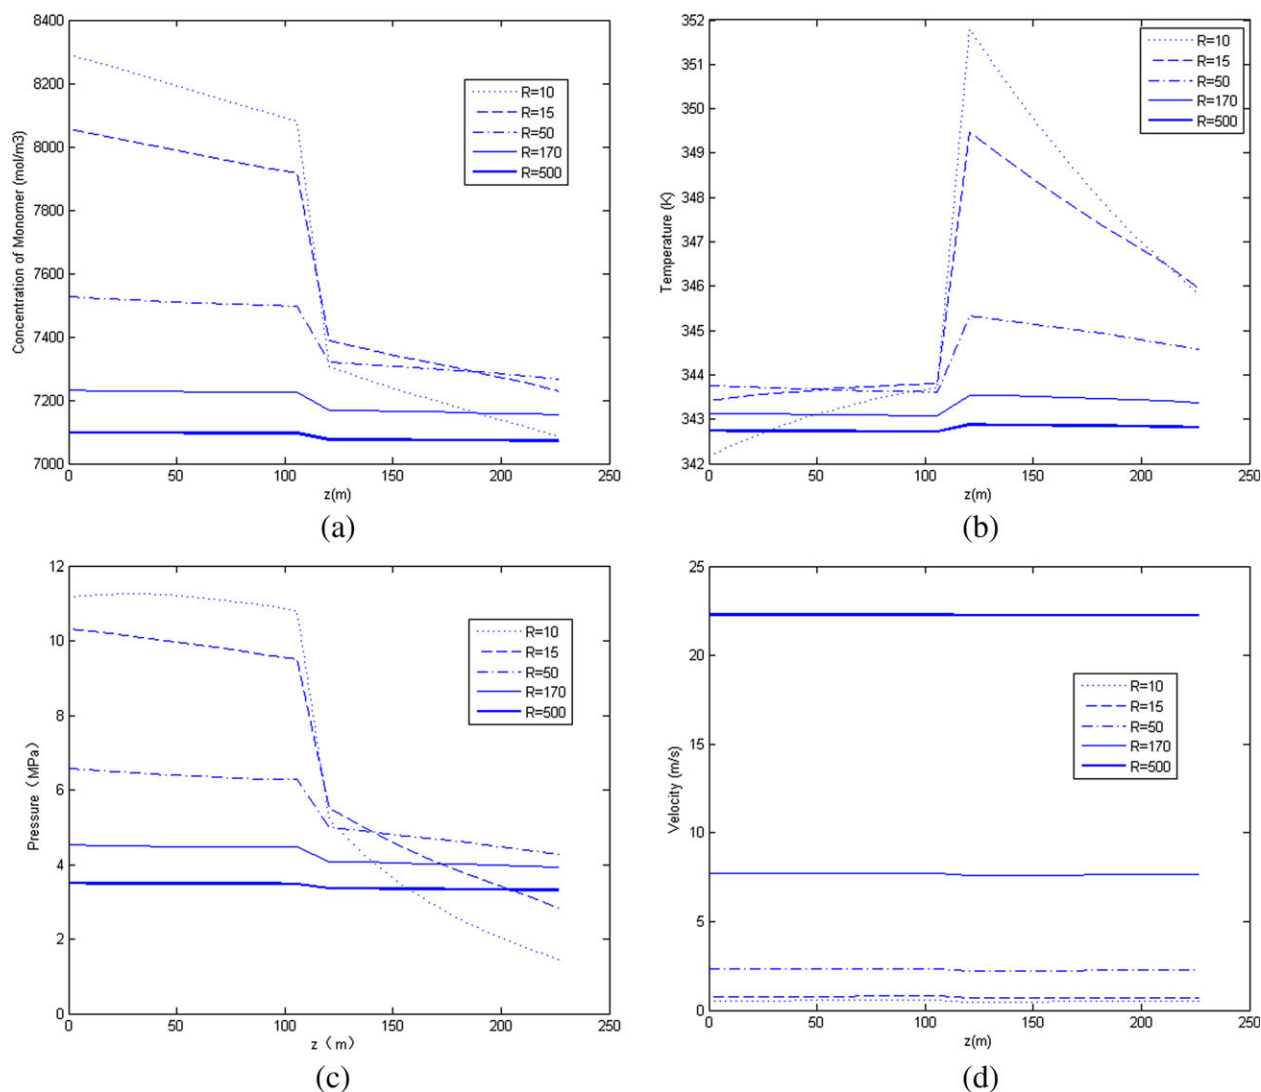 8400
8200
8000
7800
7600
7400
7200
7000
Concentration of Monomer (mol/m3)
R=10
R=15
R=50
R=170
R=500
0 50 100 150 200 250
z(m)
(a)
352
351
350
349
348
347
346
345
344
343
342
Temperature (K)
R=10
R=15
R=50
R=170
R=500
0 50 100 150 200 250
z(m)
(b)
12
10
8
6
4
2
0
Pressure（MPa）
R=10
R=15
R=50
R=170
R=500
0 50 100 150 200 250
z（m）
(c)
25
20
15
10
5
0
Velocity (m/s)
R=10
R=15
R=50
R=170
R=500
0 50 100 150 200 250
z(m)
(d)